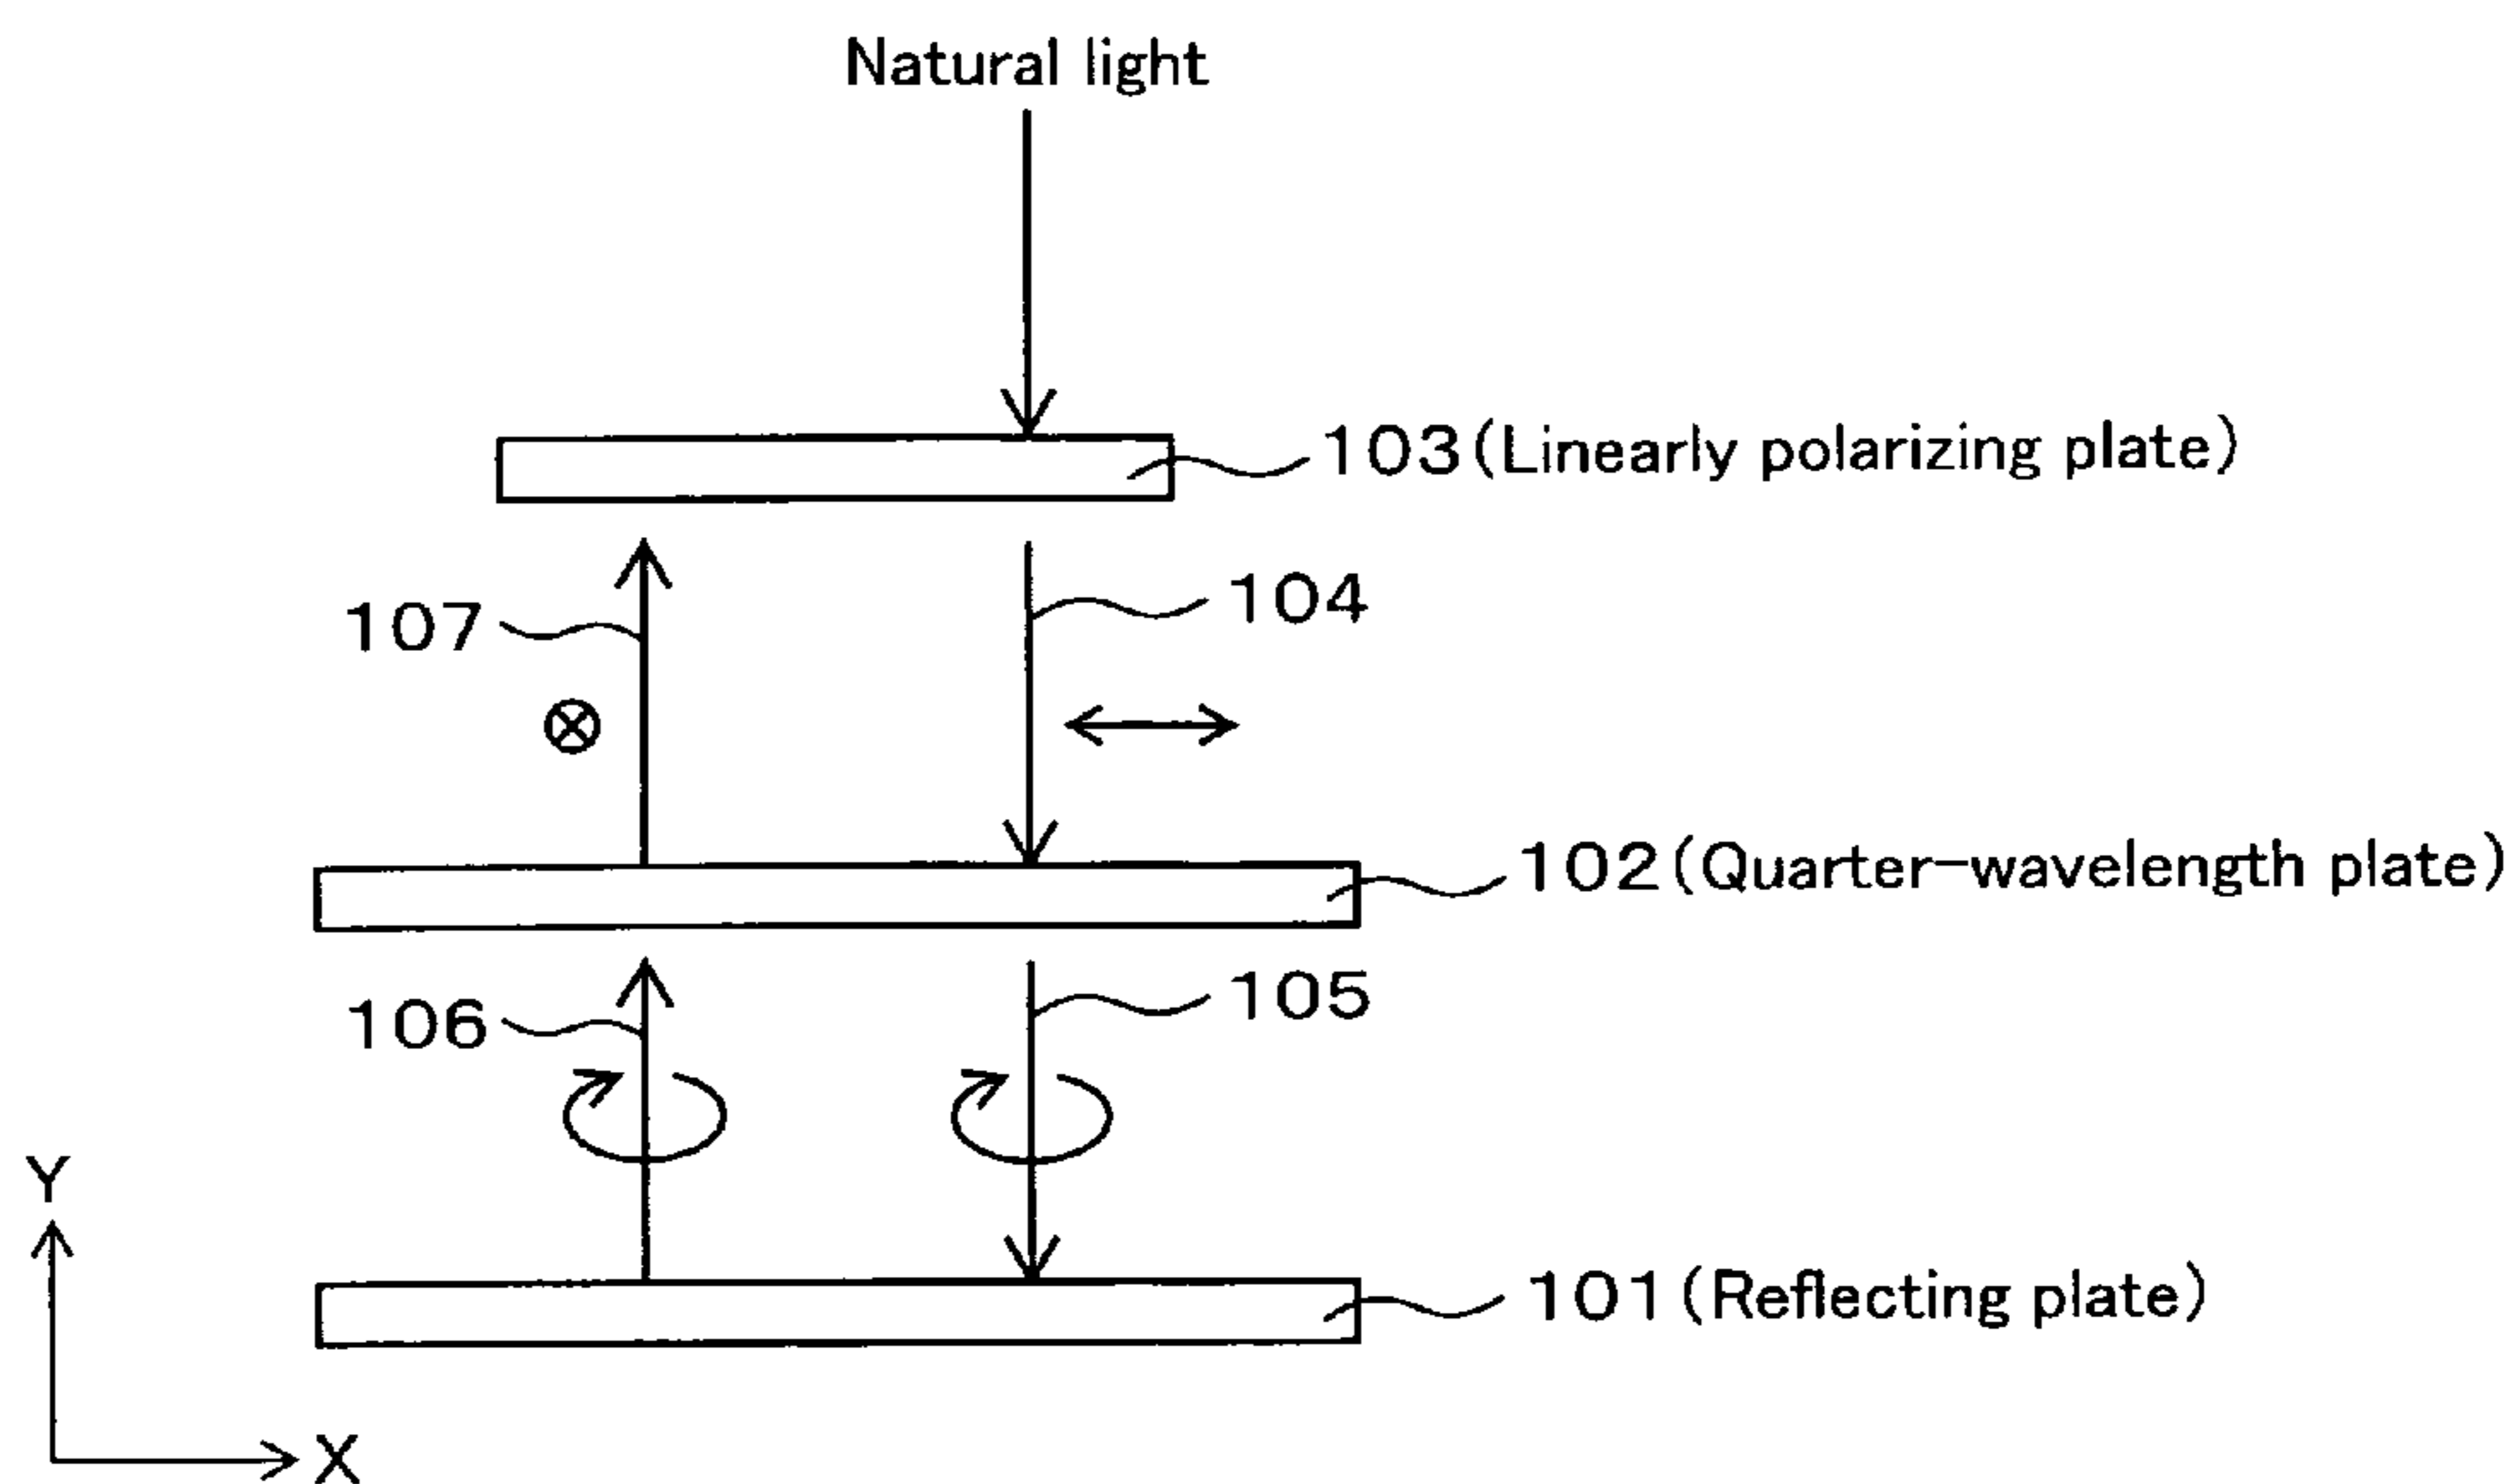 Natural light
103(Linearly polarizing plate)
104
107
102(Quarter-wavelength plate)
105
106
Y
101(Reflecting plate)
X